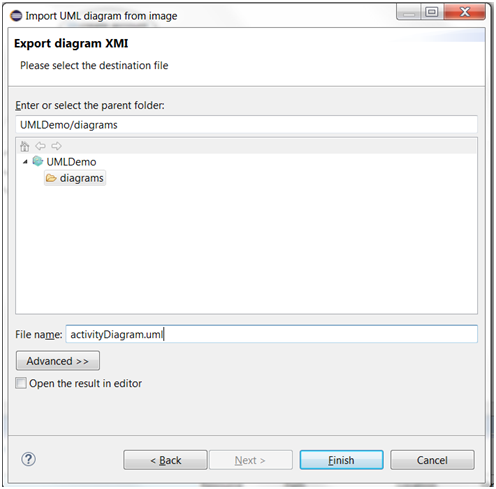 Import UML diagram from image
Export diagram XMI
Please select the destination file
Enter or select the parent folder:
UMLDemo/diagrams
UMLDemo
diagrams
File name: activityDiagram.uml
Advanced >>
Open the result in editor
? < Back Next > Finish Cancel